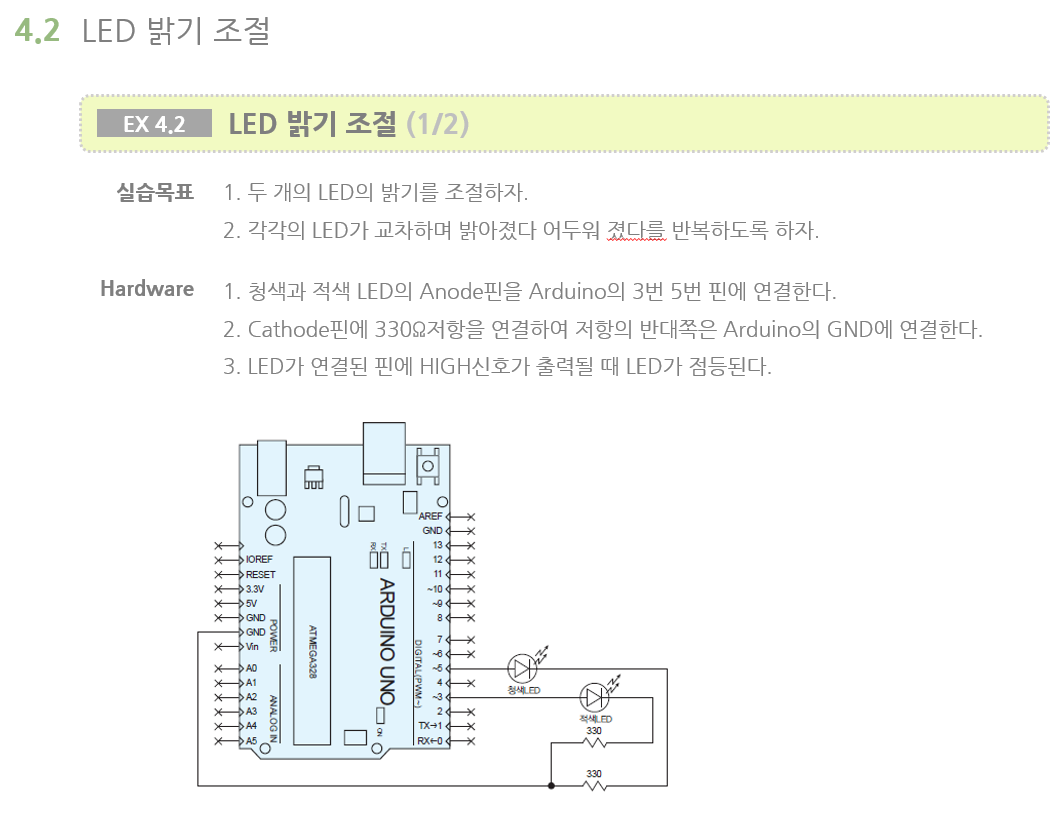 4.2 LED 밝기 조절
EX 4.2 LED 밝기 조절 (1/2)
실습목표 1. 두 개의 LED의 밝기를 조절하자.
2. 각각의 LED가 교차하며 밝아졌다 어두워 졌다를 반복하도록 하자.
Hardware 1. 청색과 적색 LED의 Anode핀을 Arduino의 3번 5번 핀에 연결한다.
2. Cathode핀에 330Ω저항을 연결하여 저항의 반대쪽은 Arduino의 GND에 연결한다.
3. LED가 연결된 핀에 HIGH신호가 출력될 때 LED가 점등된다.
IOREF
RESET
3.3V
5V
GND
GND
Vin
POWER
A0
A1
A2
A3
A4
A5
ANALOG IN
ATMEGA328
RX
TX
L
ARDUINO UNO
ON
DIGITAL(PWM~)
AREF
GND
13
12
11
~10
~9
8
7
~6
~5
4
~3
2
TX→1
RX←0
청색LED
적색LED
330
330